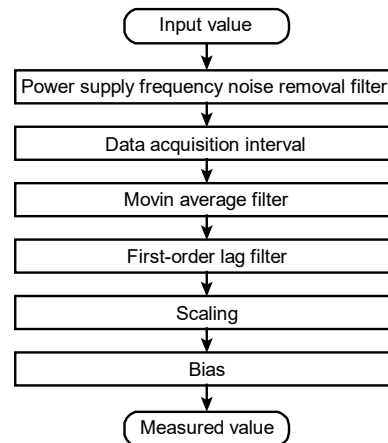 Input value
Power supply frequency noise removal filter
Data acquisition interval
Movin average filter
First-order lag filter
Scaling
Bias
Measured value